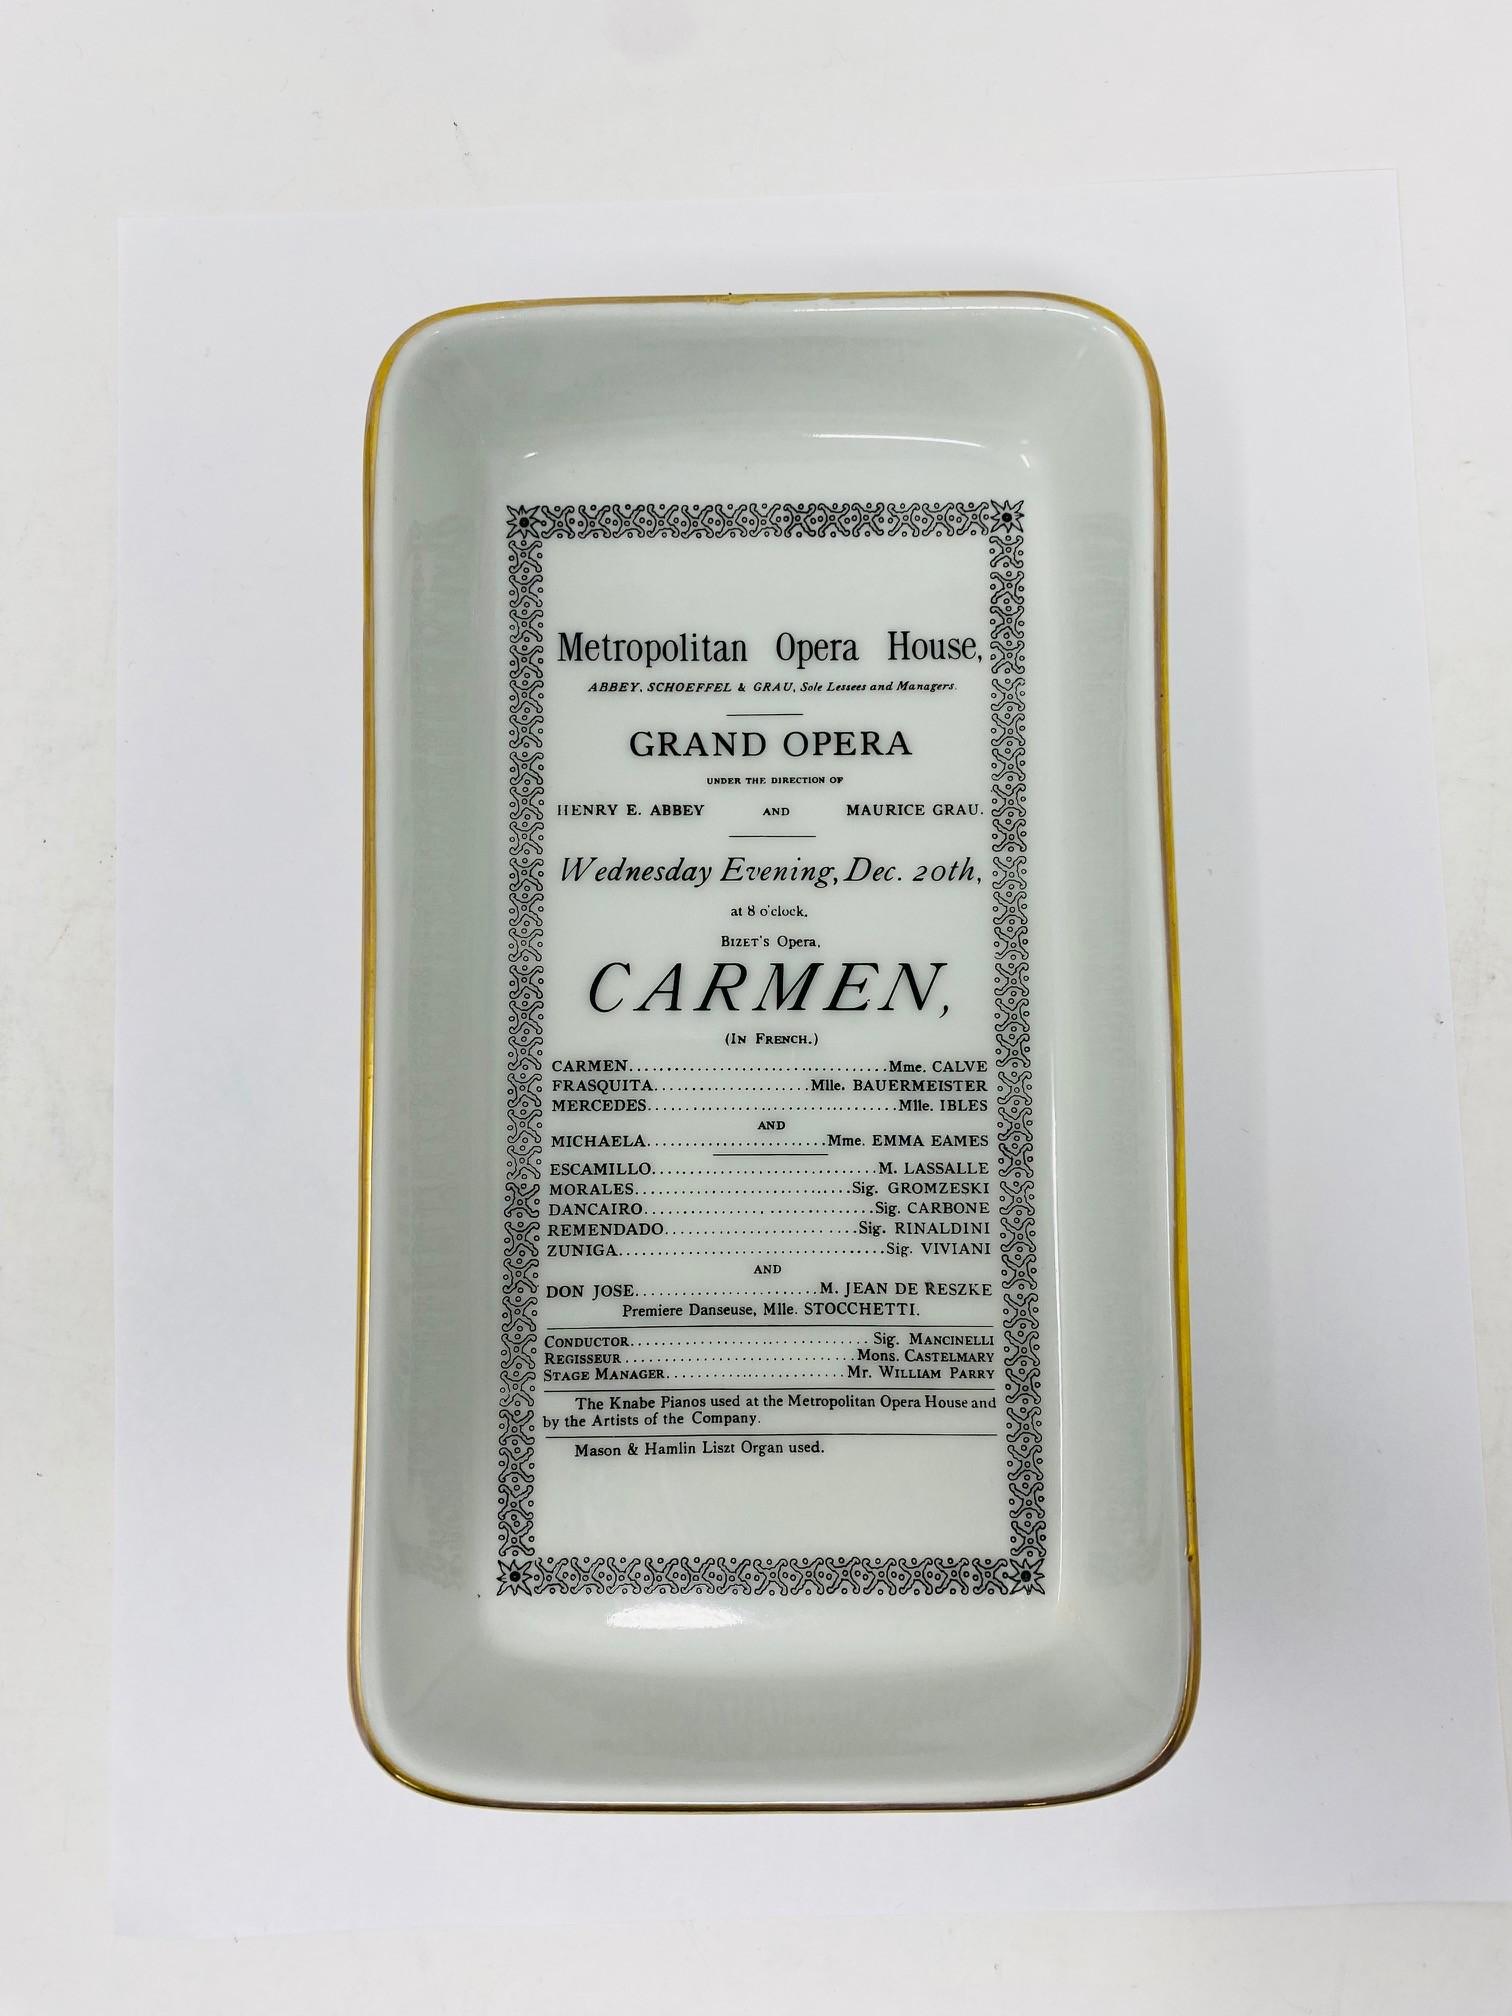 Metropolitan Opera House,
ABBEY, SCHOEFFEL & GRAU, Sole Lessees and Managers.
GRAND OPERA
UNDER THE DIRECTION OF
HENRY E. ABBEY AND MAURICE GRAU.
Wednesday Evening, Dec. 20th,
at 8 o'clock.
BIZET'S Opera,
CARMEN,
(IN FRENCH.)
CARMEN..............................Mme. CALVE
FRASQUITA....................Mlle. BAUERMEISTER
MERCEDES................................Mlle. IBLES
AND
MICHAELA.......................Mme. EMMA EAMES
ESCAMILLO.............................M. LASSALLE
MORALES............................Sig. GROMZESKI
DANCAIRO..............................Sig. CARBONE
REMENDADO........................Sig. RINALDINI
ZUNIGA..................................Sig. VIVIANI
AND
DON JOSE........................M. JEAN DE RESZKE
Premiere Danseuse, Mlle. STOCCHETTI.
CONDUCTOR..............................Sig. MANCINELLI
REGISSEUR.............................Mons. CASTELMARY
STAGE MANAGER.......................Mr. WILLIAM PARRY
The Knabe Pianos used at the Metropolitan Opera House and
by the Artists of the Company.
Mason & Hamlin Liszt Organ used.